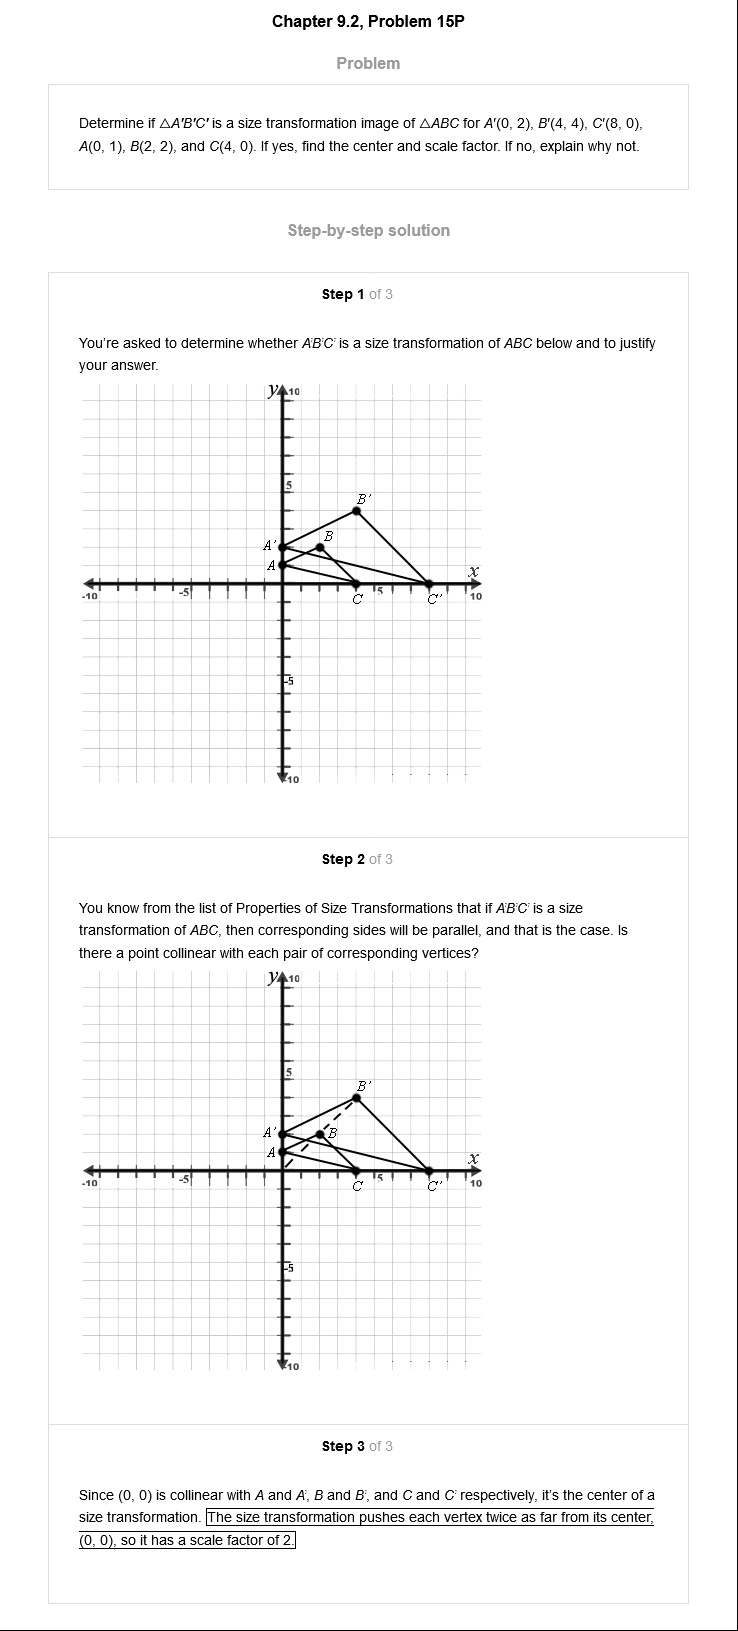 Chapter 9.2, Problem 15P
Problem
Determine if △A'B'C' is a size transformation image of △ABC for A'(0, 2), B'(4, 4), C'(8, 0),
A(0, 1), B(2, 2), and C(4, 0). If yes, find the center and scale factor. If no, explain why not.
Step-by-step solution
Step 1 of 3
You're asked to determine whether A'B'C' is a size transformation of ABC below and to justify
your answer.
y 10
5
B'
B
A'
A
x
-10 -5 C 5 C' 10
-5
-10
Step 2 of 3
You know from the list of Properties of Size Transformations that if A'B'C' is a size
transformation of ABC, then corresponding sides will be parallel, and that is the case. Is
there a point collinear with each pair of corresponding vertices?
y 10
5
B'
A' B
A
x
-10 -5 C 5 C' 10
-5
-10
Step 3 of 3
Since (0, 0) is collinear with A and A', B and B', and C and C' respectively, it's the center of a
size transformation. The size transformation pushes each vertex twice as far from its center,
(0, 0), so it has a scale factor of 2.